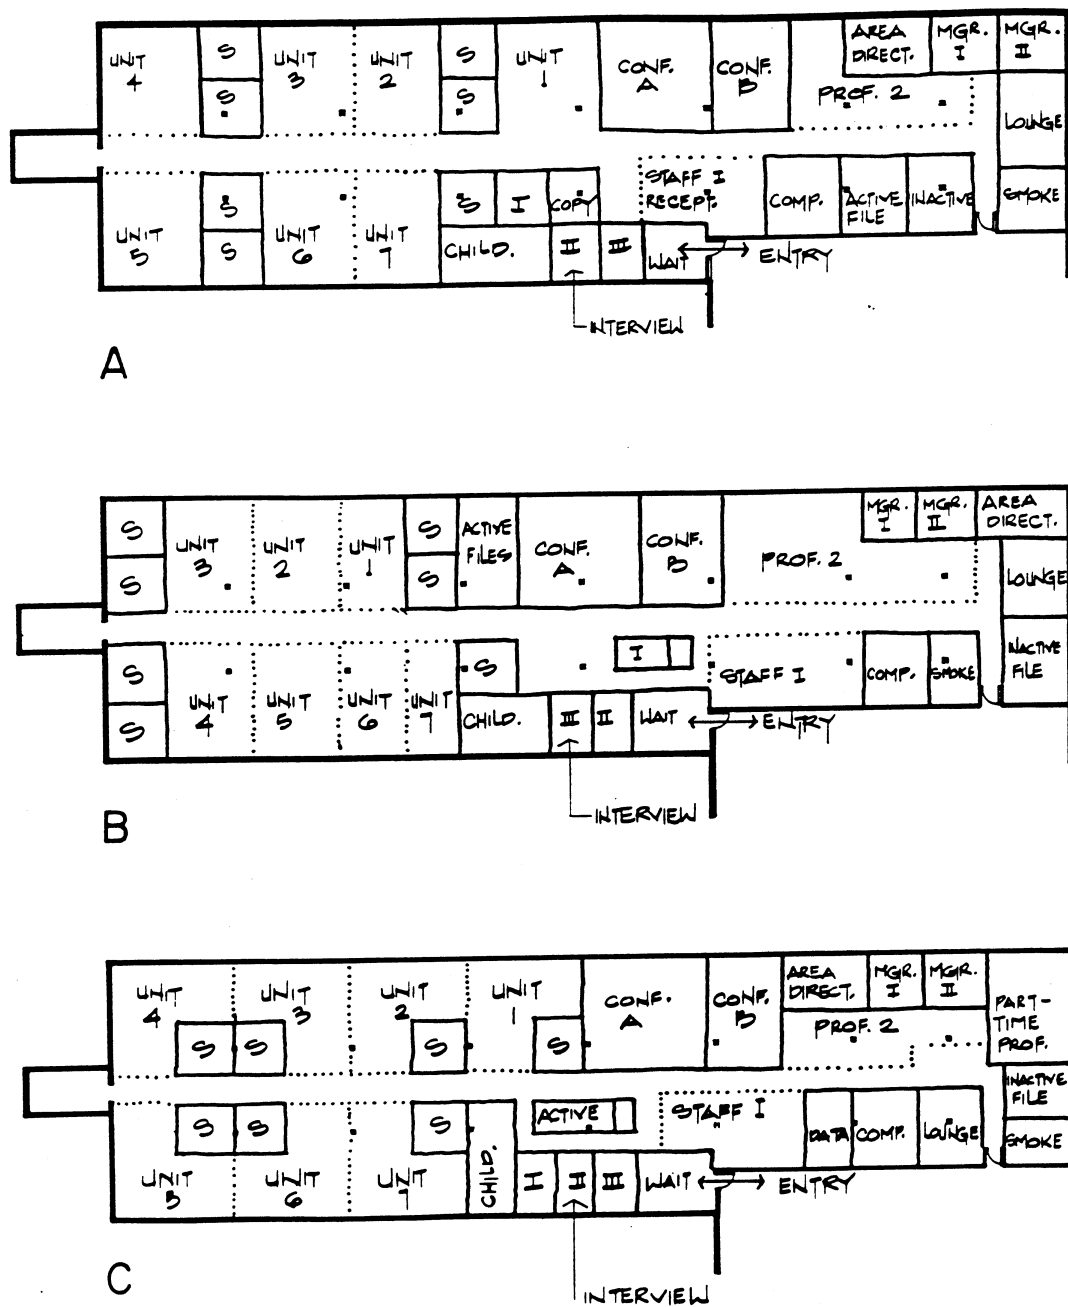 AREA DIRECT.
MGR. I
MGR. II
UNIT 4
S
UNIT 3
UNIT 2
S
UNIT 1
CONF. A
CONF. B
S
S
PROF. 2
LOUNGE
STAFF I RECEPT.
S
UNIT 5
S
UNIT 6
UNIT 7
S
I
COPY
COMP.
ACTIVE FILE
INACTIVE
SMOKE
CHILD.
II
III
WAIT
ENTRY
INTERVIEW
A
S
S
UNIT 3
UNIT 2
UNIT 1
S
S
ACTIVE FILES
CONF. A
CONF. B
PROF. 2
MGR. I
MGR. II
AREA DIRECT.
LOUNGE
S
S
UNIT 4
UNIT 5
UNIT 6
UNIT 7
S
I
STAFF I
COMP.
SMOKE
INACTIVE FILE
CHILD.
III
II
WAIT
ENTRY
INTERVIEW
B
UNIT 4
UNIT 3
UNIT 2
UNIT 1
CONF. A
CONF. B
AREA DIRECT.
MGR. I
MGR. II
PART-
TIME
PROF.
PROF. 2
S
S
S
S
INACTIVE FILE
S
S
S
ACTIVE
STAFF I
DATA
COMP.
LOUNGE
SMOKE
UNIT 5
UNIT 6
UNIT 7
CHILD.
I
II
III
WAIT
ENTRY
INTERVIEW
C